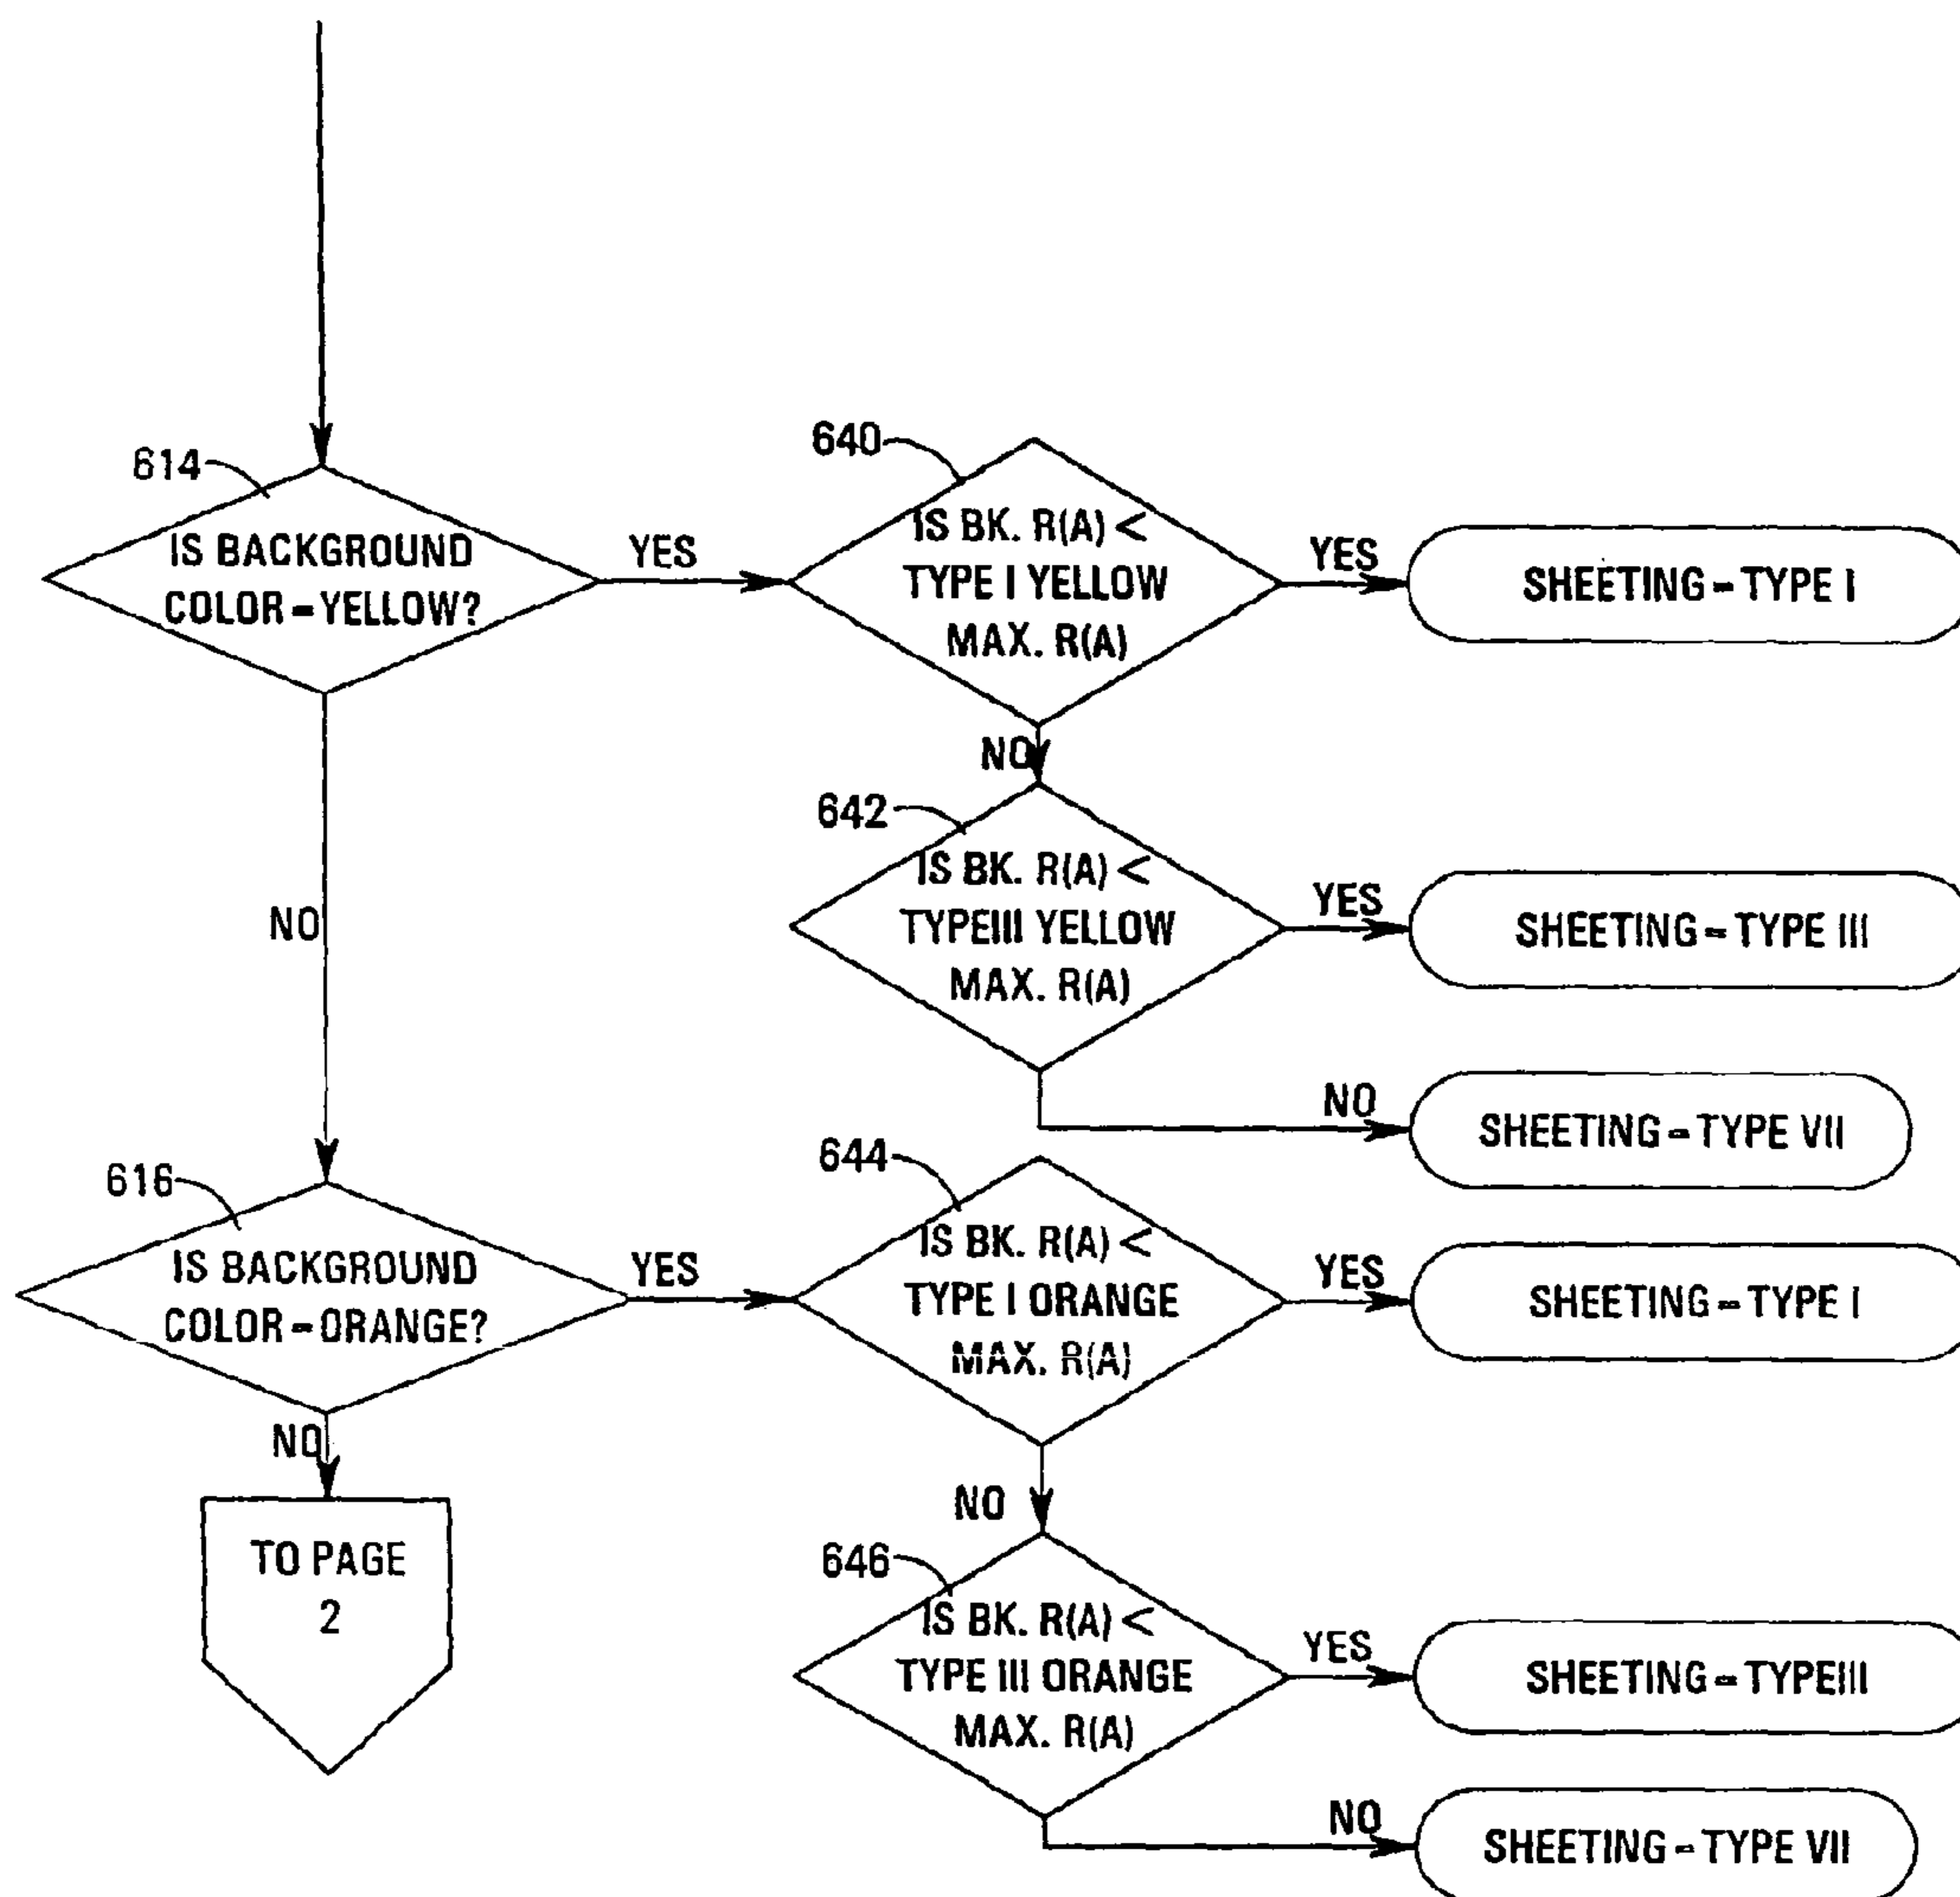 614
IS BACKGROUND
COLOR=YELLOW?
YES
640
IS BK. R(A) <
TYPE I YELLOW
MAX. R(A)
YES
SHEETING=TYPE I
NO
642
IS BK. R(A) <
TYPEIII YELLOW
MAX. R(A)
YES
SHEETING=TYPE III
NO
SHEETING=TYPE VII
NO
616
IS BACKGROUND
COLOR=ORANGE?
YES
644
IS BK. R(A) <
TYPE I ORANGE
MAX. R(A)
YES
SHEETING=TYPE I
NO
646
IS BK. R(A) <
TYPE III ORANGE
MAX. R(A)
YES
SHEETING=TYPEIII
NO
SHEETING=TYPE VII
NO
TO PAGE
2